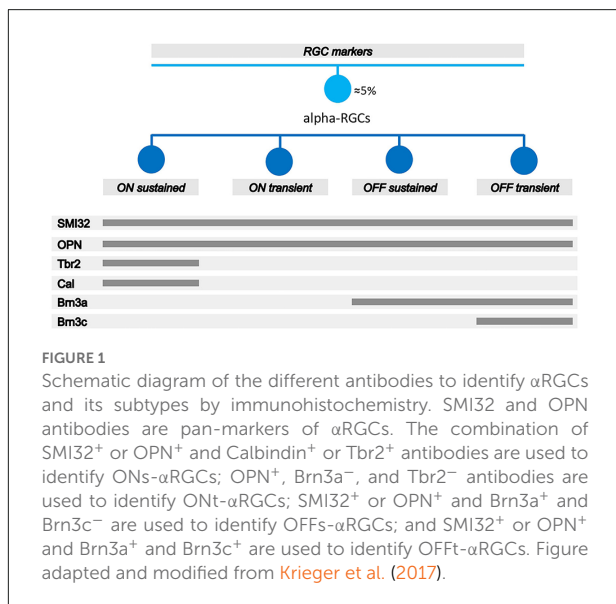 RGC markers
≈5%
alpha-RGCs
ON sustained ON transient OFF sustained OFF transient
SMI32
OPN
Tbr2
Cal
Brn3a
Brn3c
FIGURE 1
Schematic diagram of the different antibodies to identify αRGCs
and its subtypes by immunohistochemistry. SMI32 and OPN
antibodies are pan-markers of αRGCs. The combination of
SMI32⁺ or OPN⁺ and Calbindin⁺ or Tbr2⁺ antibodies are used to
identify ONs-αRGCs; OPN⁺, Brn3a⁻, and Tbr2⁻ antibodies are
used to identify ONt-αRGCs; SMI32⁺ or OPN⁺ and Brn3a⁺ and
Brn3c⁻ are used to identify OFFs-αRGCs; and SMI32⁺ or OPN⁺
and Brn3a⁺ and Brn3c⁺ are used to identify OFFt-αRGCs. Figure
adapted and modified from Krieger et al. (2017).